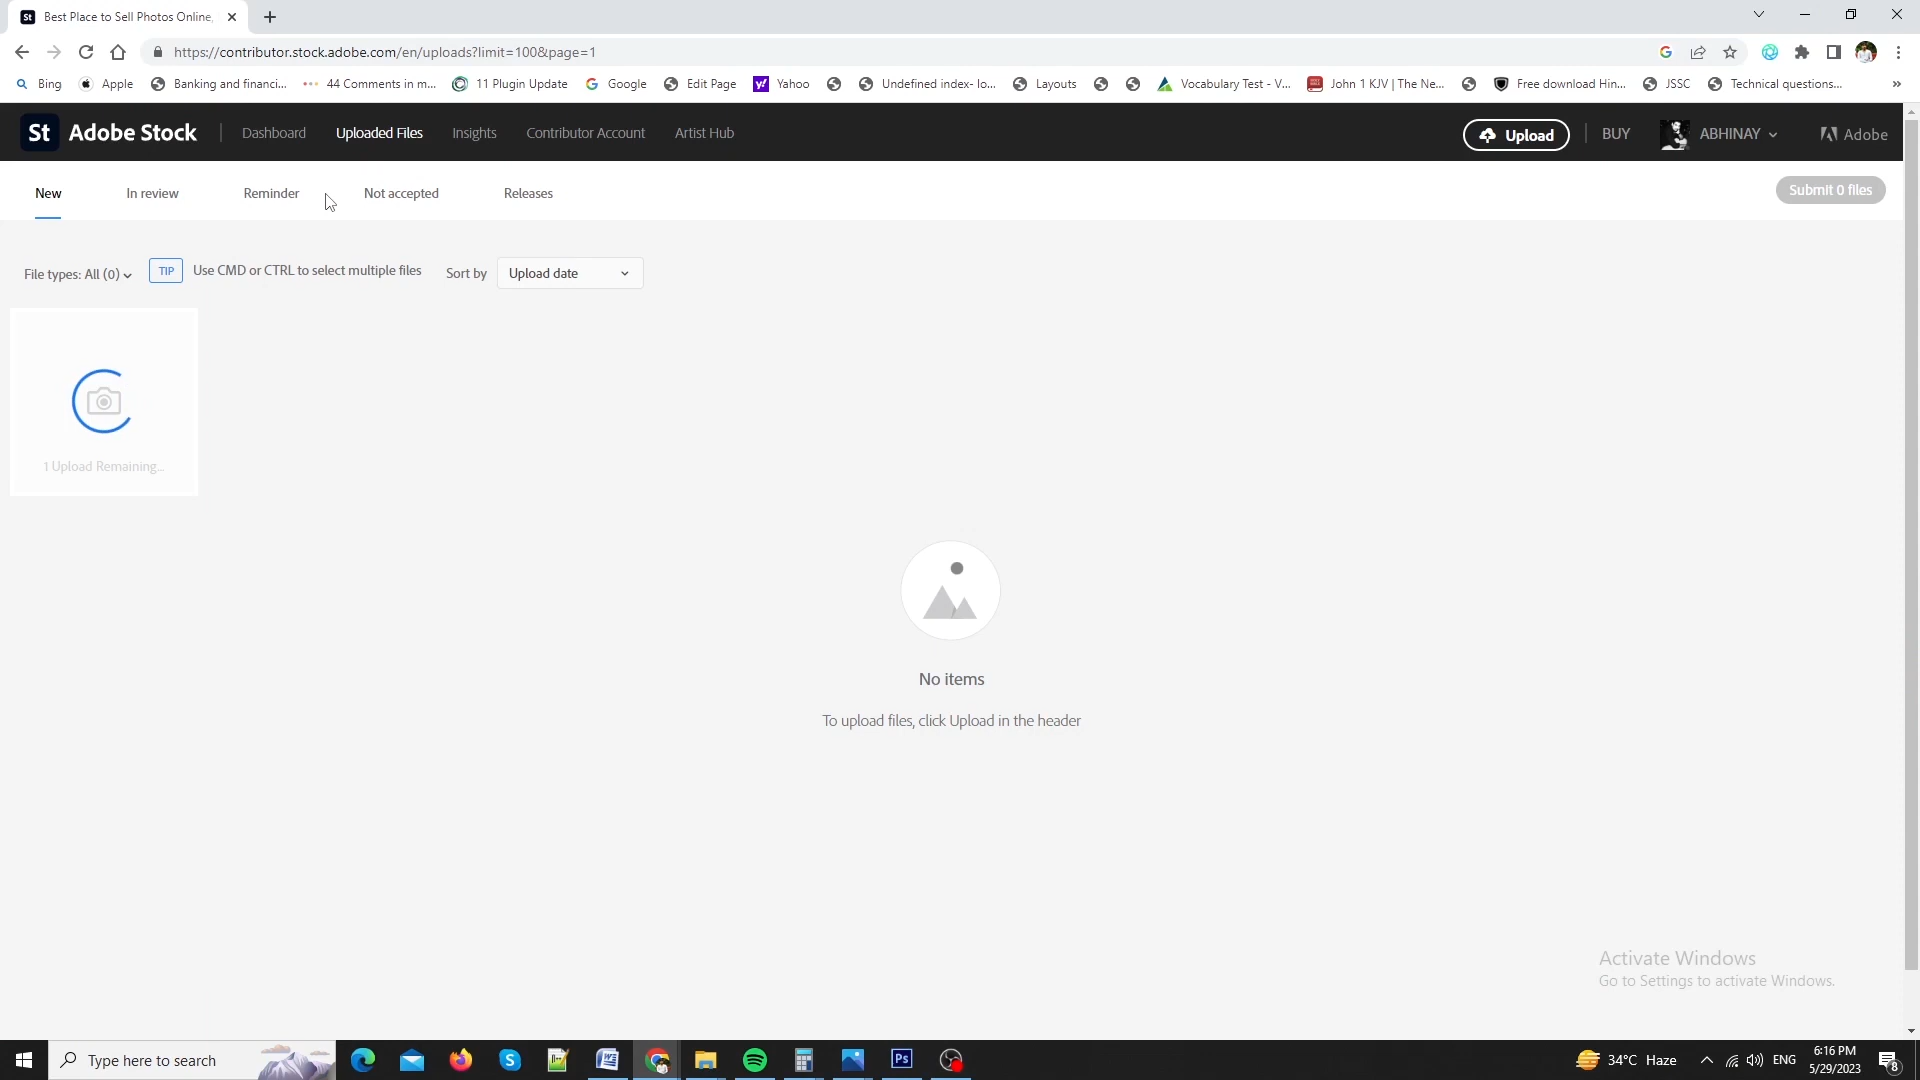 St Best Place to Sell Photos Online,
https://contributor.stock.adobe.com/en/uploads?limit=100&page=1
Bing Apple Banking and financi... 44 Comments in m... 11 Plugin Update Google Edit Page Yahoo Undefined index- lo... Layouts Vocabulary Test - V... John 1 KJV | The Ne... Free download Hin... JSSC Technical questions... »
St Adobe Stock Dashboard Uploaded Files Insights Contributor Account Artist Hub Upload BUY ABHINAY Adobe
New In review Reminder Not accepted Releases Submit 0 files
File types: All (0) TIP Use CMD or CTRL to select multiple files Sort by Upload date
1 Upload Remaining...
No items
To upload files, click Upload in the header
Activate Windows
Go to Settings to activate Windows.
Type here to search 34°C Haze ENG 6:16 PM
5/29/2023 8